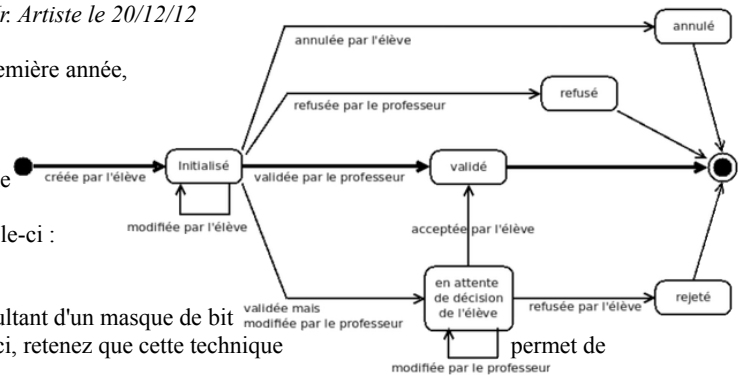 fr. Artiste le 20/12/12
annulé
annulée par l'élève
emière année,
refusé
refusée par le professeur
Initialisé
validé
e
créée par l'élève
validée par le professeur
modifiée par l'élève
acceptée par l'élève
le-ci :
en attente
de décision
de l'élève
rejeté
refusée par l'élève
validée mais
modifiée par le professeur
ultant d'un masque de bit
ci, retenez que cette technique
permet de
modifiée par le professeur